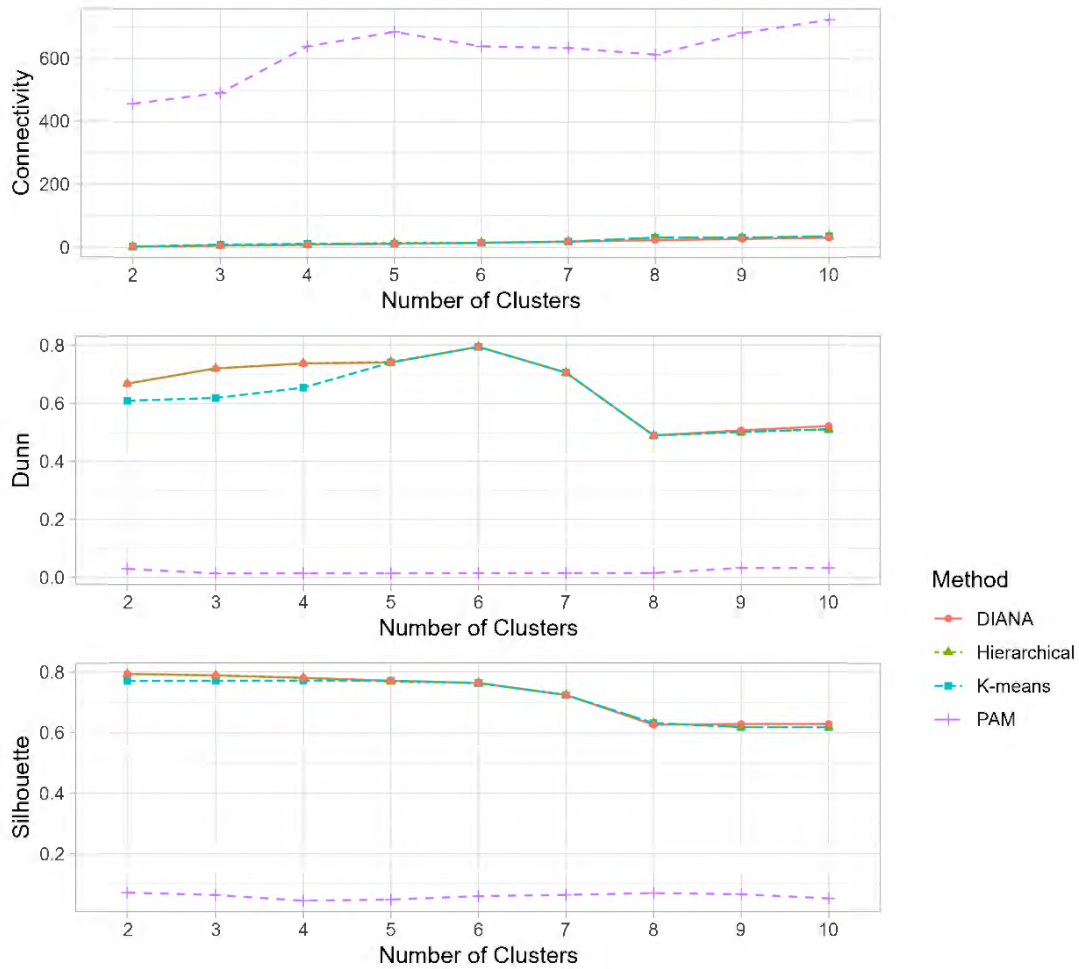 Connectivity
600
400
200
0
2 3 4 5 6 7 8 9 10
Number of Clusters
Dunn
0.8
0.6
0.4
0.2
0.0
2 3 4 5 6 7 8 9 10
Number of Clusters
Silhouette
0.8
0.6
0.4
0.2
2 3 4 5 6 7 8 9 10
Number of Clusters
Method
DIANA
Hierarchical
K-means
PAM